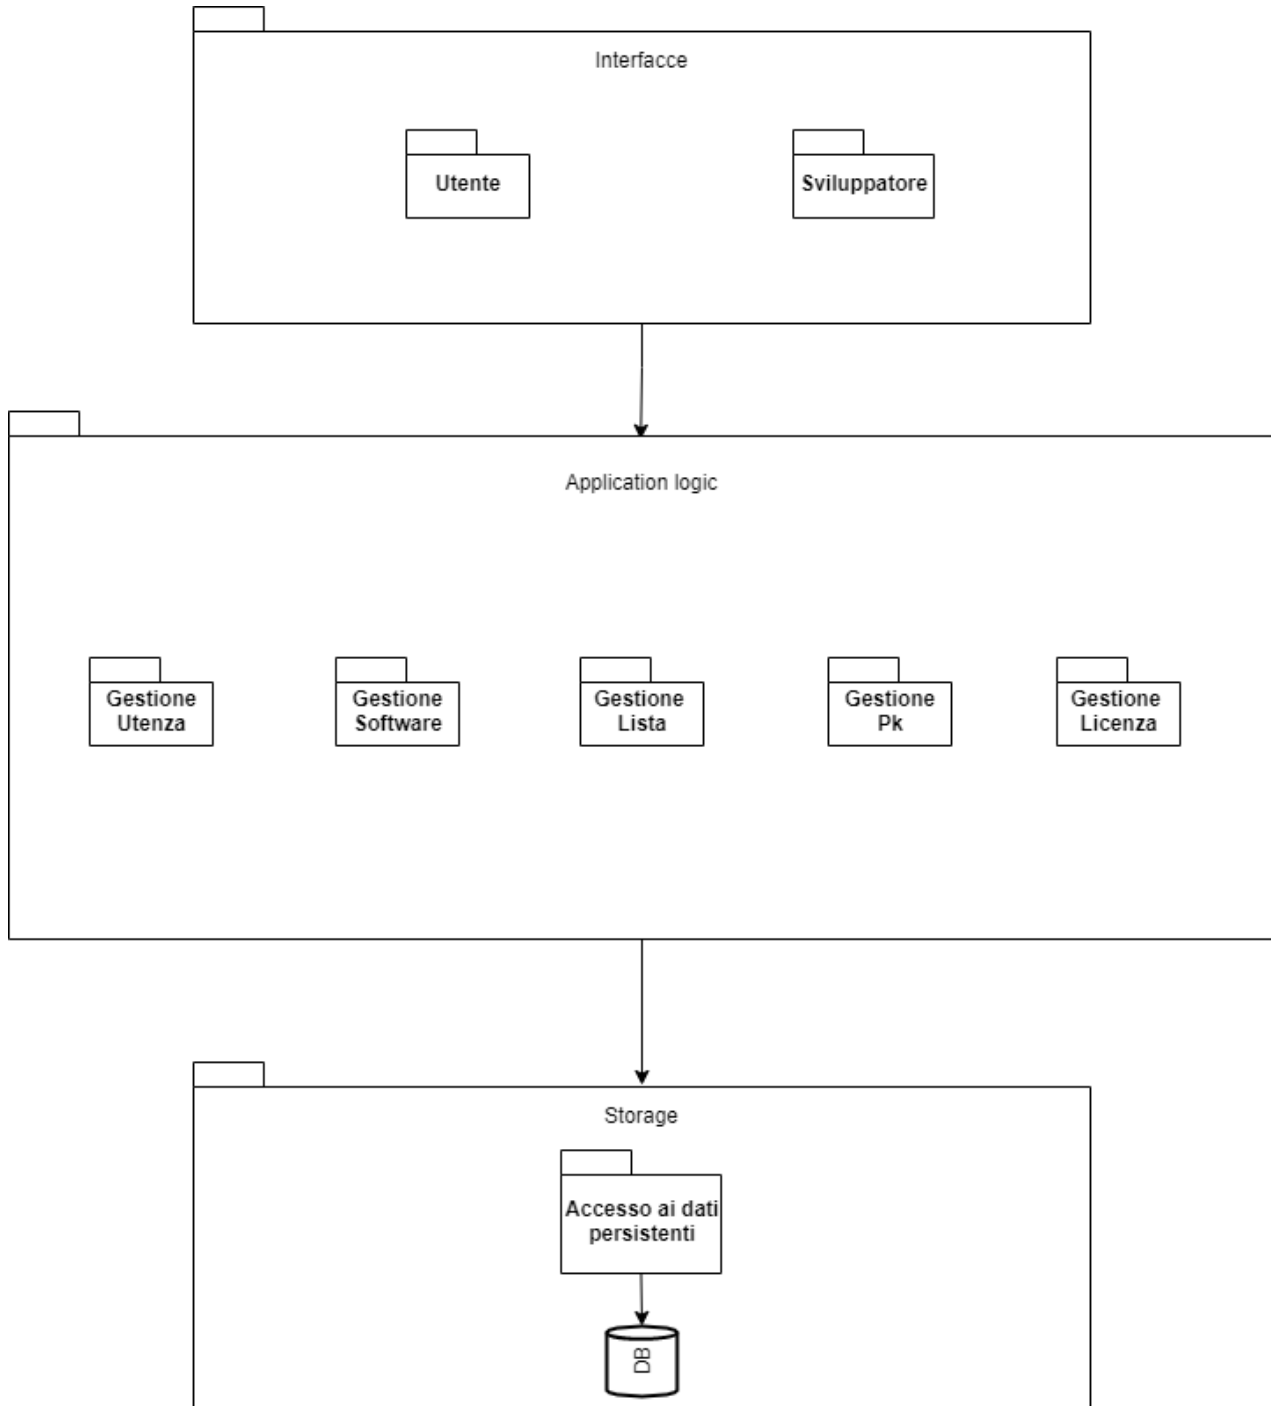 Interfacce
Utente
Sviluppatore
Application logic
Gestione
Utenza
Gestione
Software
Gestione
Lista
Gestione
Pk
Gestione
Licenza
Storage
Accesso ai dati
persistenti
DB